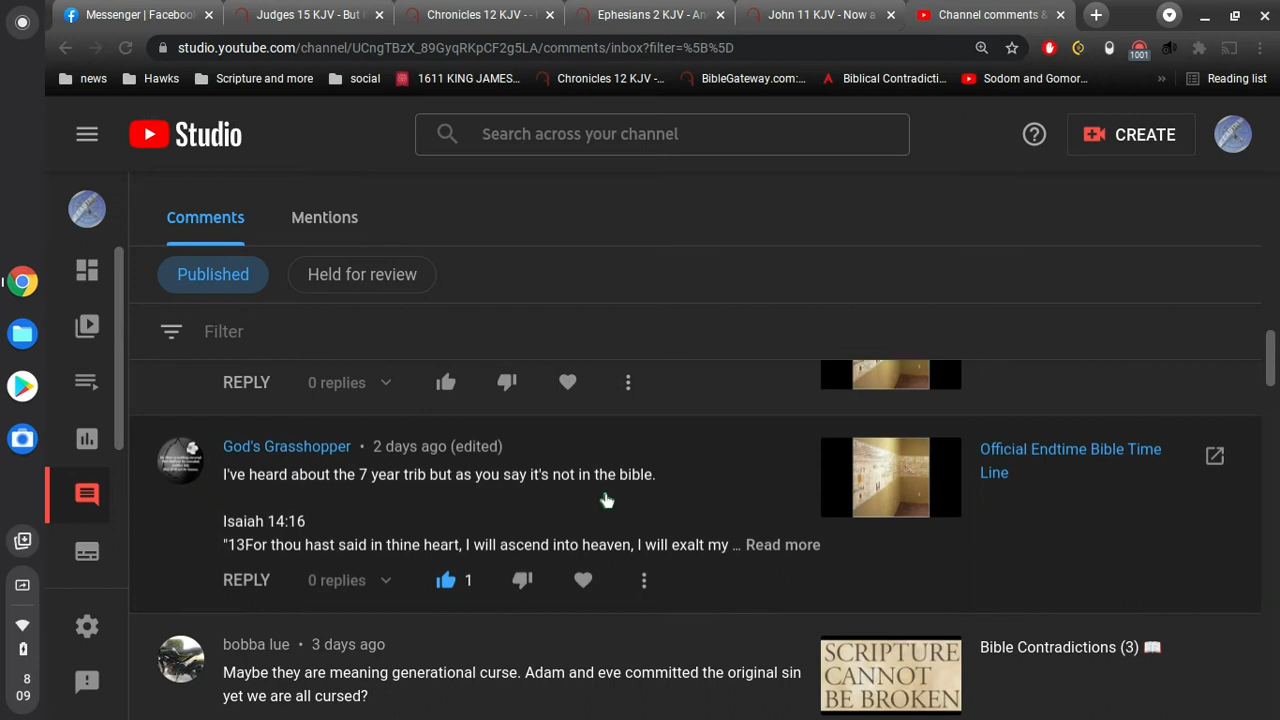 Messenger | Facebook
Judges 15 KJV - But i
Chronicles 12 KJV - -
Ephesians 2 KJV - An
John 11 KJV - Now a
Channel comments &
studio.youtube.com/channel/UCngTBzX_89GyqRKpCF2g5LA/comments/inbox?filter=%5B%5D
1001
news
Hawks
Scripture and more
social
1611 KING JAMES...
Chronicles 12 KJV -...
BibleGateway.com:...
Biblical Contradicti...
Sodom and Gomor...
»
Reading list
Studio
Search across your channel
CREATE
Comments
Mentions
Published
Held for review
Filter
REPLY
0 replies
God's Grasshopper • 2 days ago (edited)
I've heard about the 7 year trib but as you say it's not in the bible.
Isaiah 14:16
"13For thou hast said in thine heart, I will ascend into heaven, I will exalt my ... Read more
REPLY
0 replies
1
Official Endtime Bible Time
Line
bobba lue • 3 days ago
Maybe they are meaning generational curse. Adam and eve committed the original sin
yet we are all cursed?
SCRIPTURE
CANNOT
BE BROKEN
Bible Contradictions (3) 📖
8
09